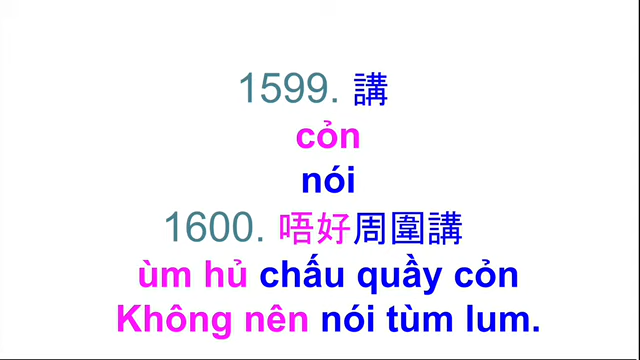 1599. 講
cỏn
nói
1600. 唔好周圍講
ùm hủ chấu quầy cỏn
Không nên nói tùm lum.